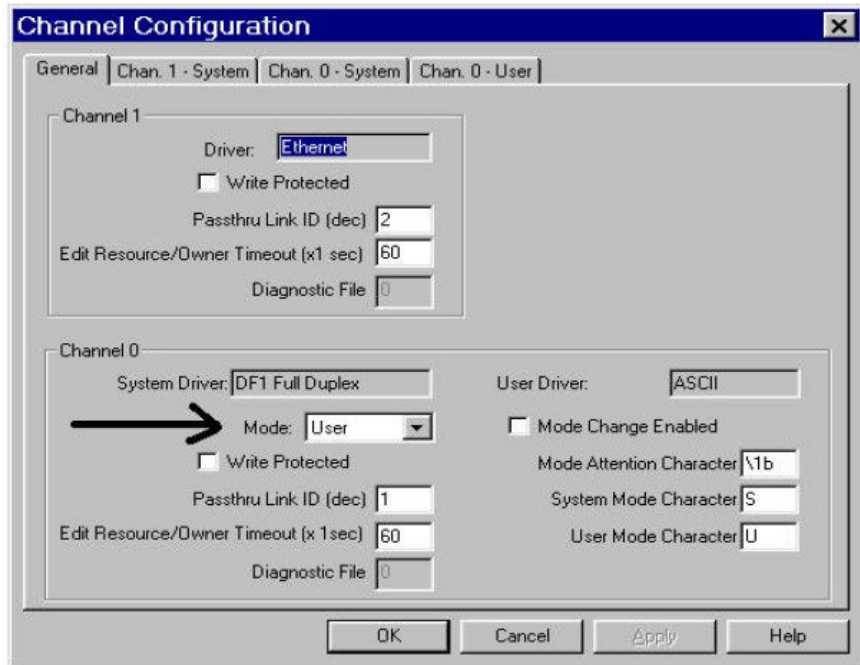 Channel Configuration
General Chan. 1 - System Chan. 0 - System Chan. 0 - User
Channel 1
Driver: Ethernet
Write Protected
Passthru Link ID (dec) 2
Edit Resource/Owner Timeout (x1 sec) 60
Diagnostic File 0
Channel 0
System Driver: DF1 Full Duplex User Driver: ASCII
Mode: User Mode Change Enabled
Write Protected Mode Attention Character \1b
Passthru Link ID (dec) 1 System Mode Character S
Edit Resource/Owner Timeout (x 1sec) 60 User Mode Character U
Diagnostic File 0
OK Cancel Apply Help